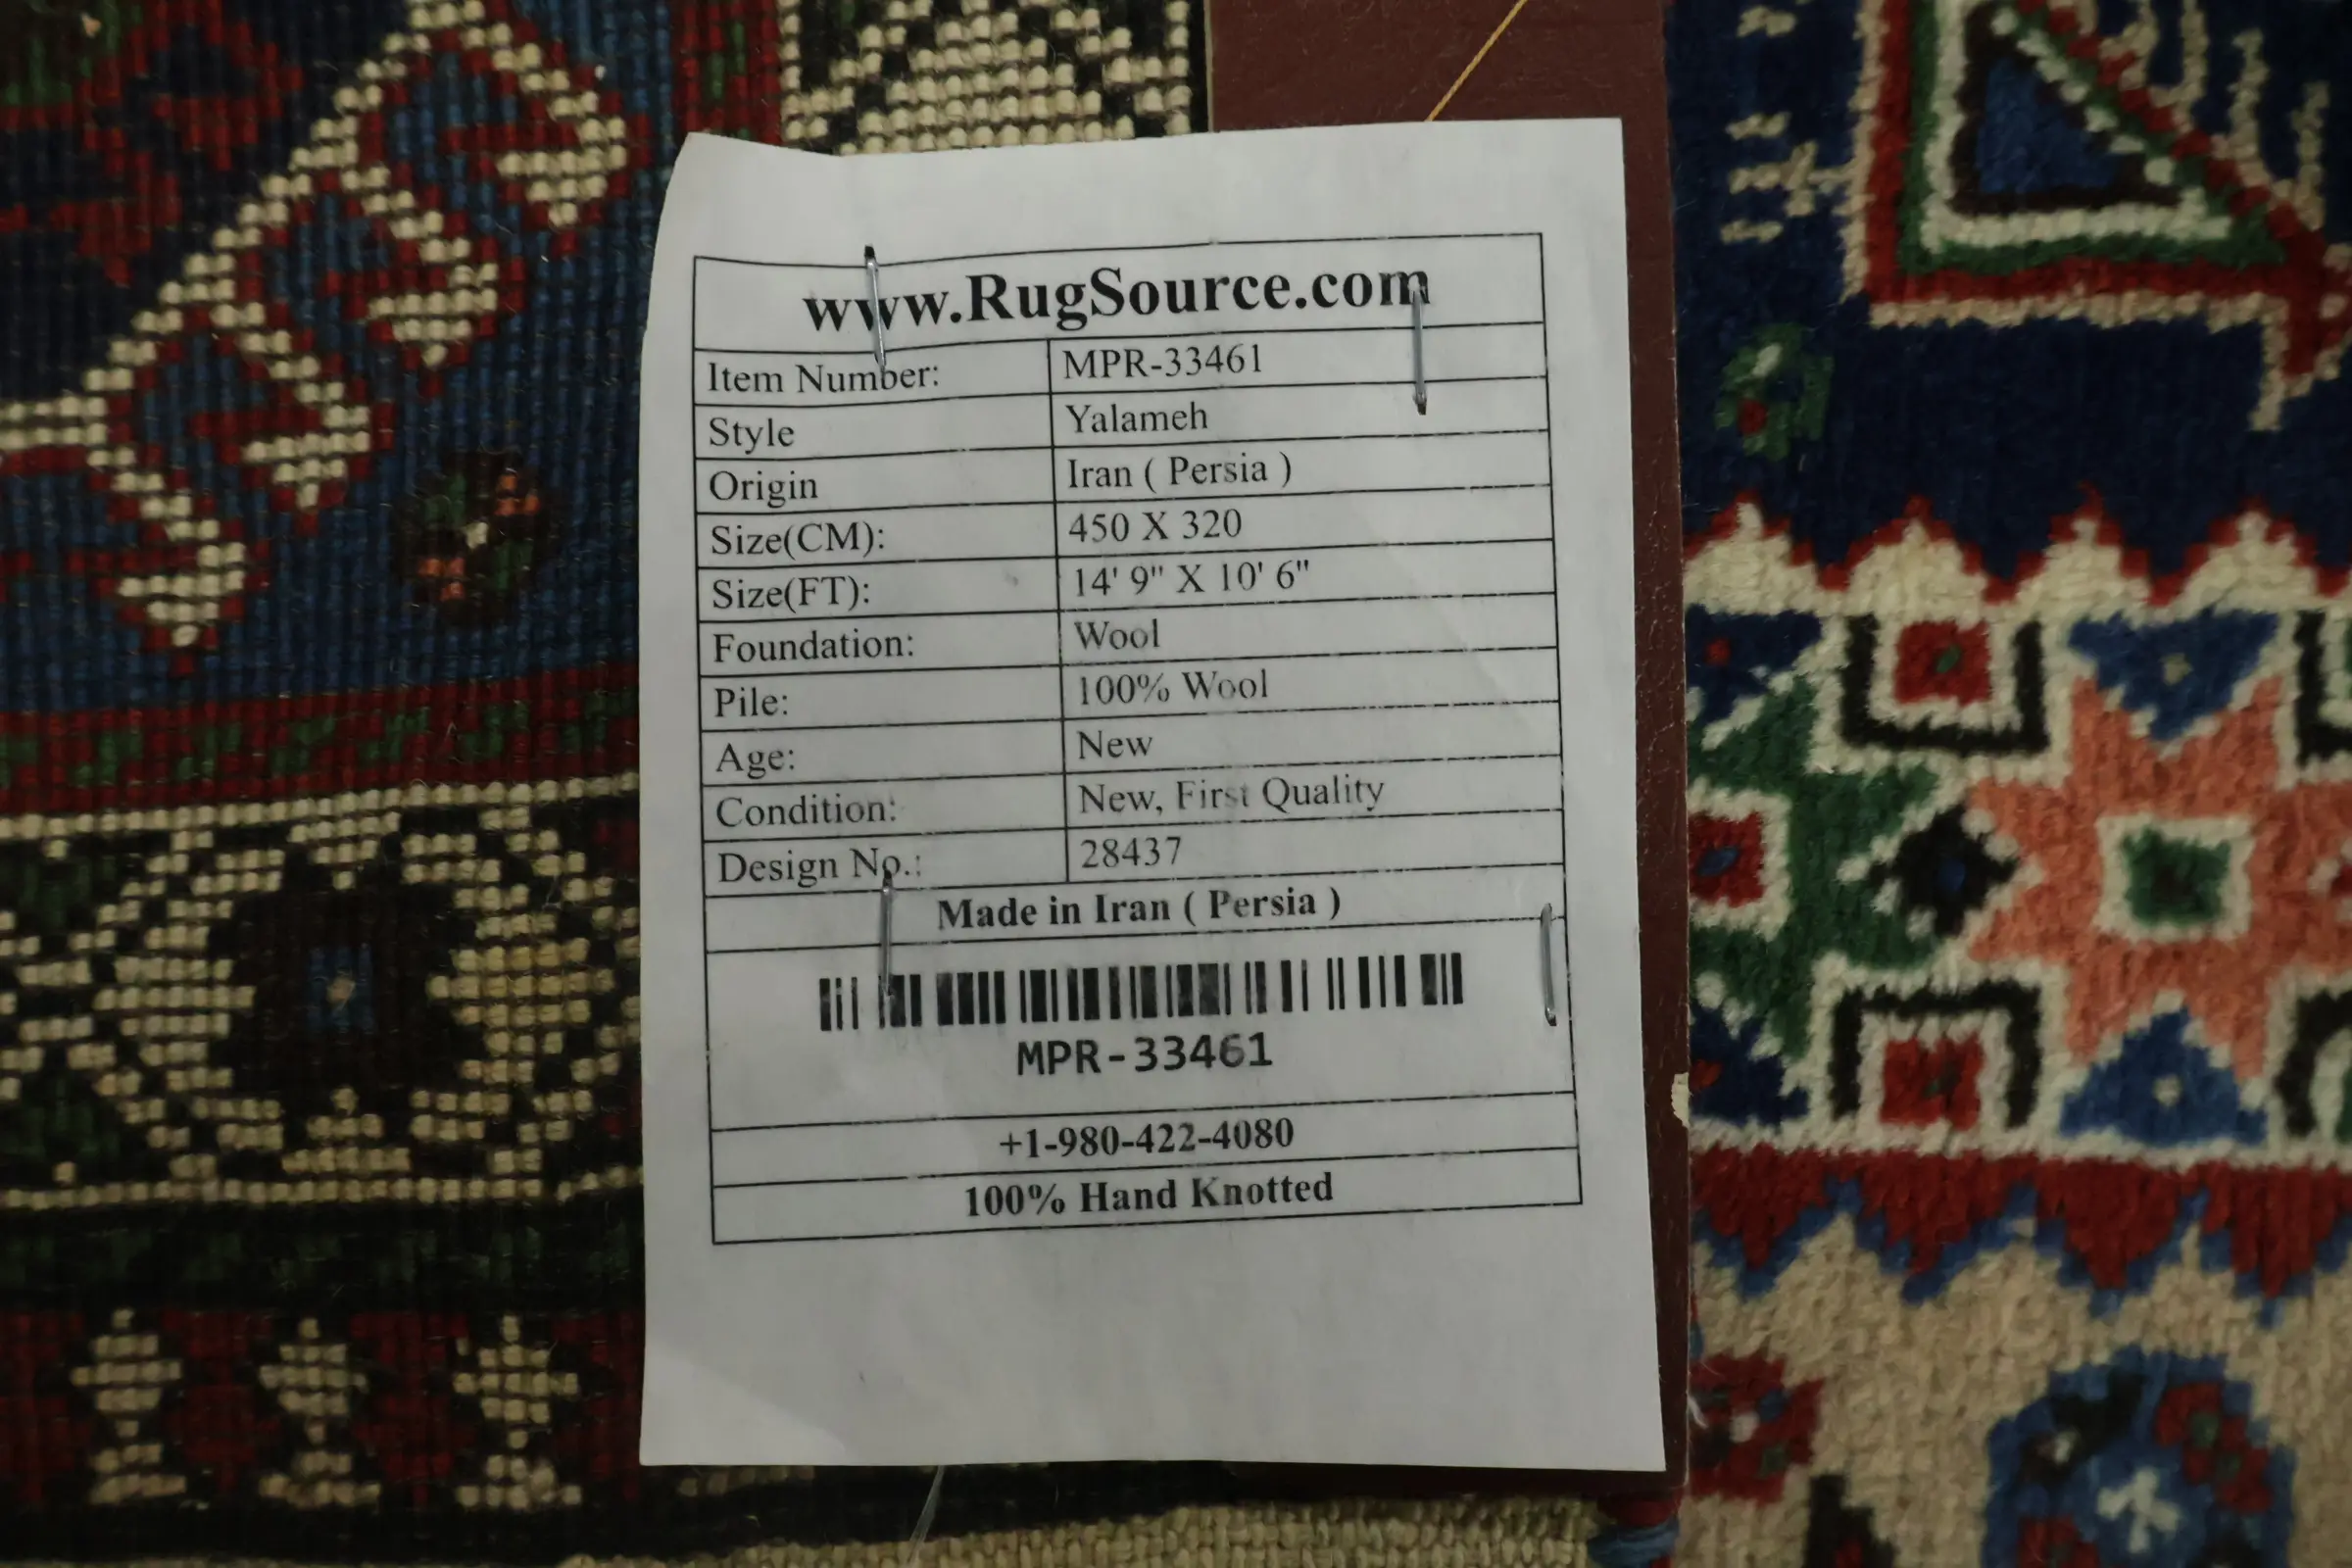 www.RugSource.com
Item Number: MPR-33461
Style Yalameh
Origin Iran ( Persia )
Size(CM): 450 X 320
Size(FT): 14' 9" X 10' 6"
Foundation: Wool
Pile: 100% Wool
Age: New
Condition: New, First Quality
Design No.: 28437
Made in Iran ( Persia )
MPR-33461
+1-980-422-4080
100% Hand Knotted